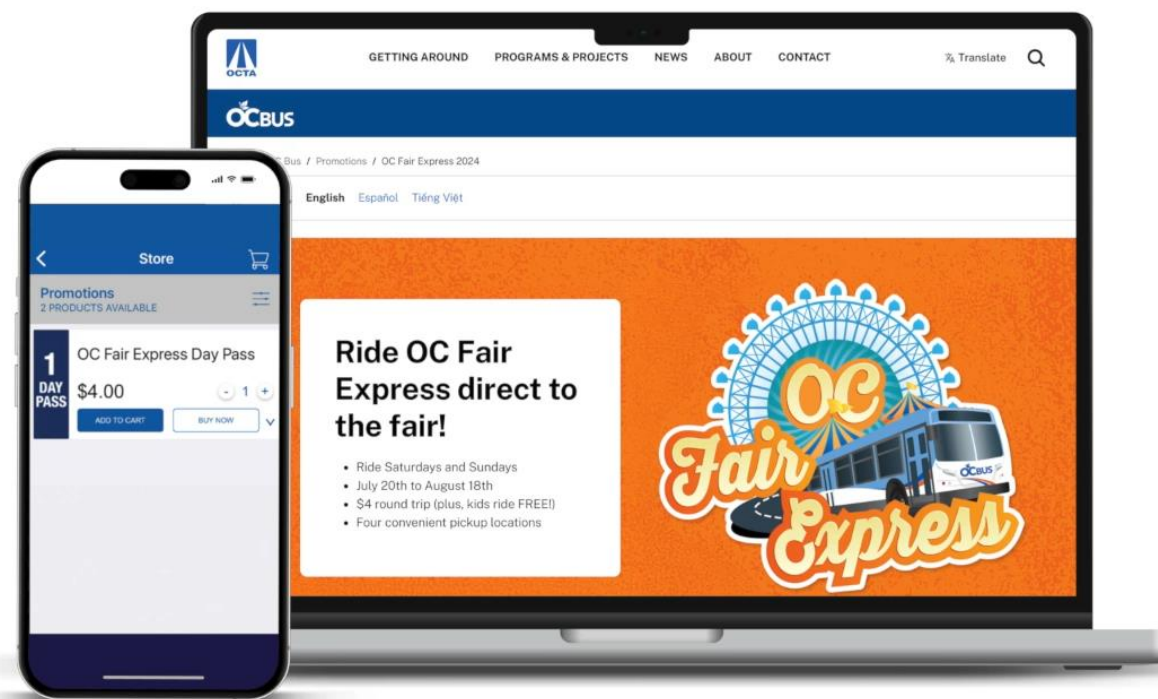 OCTA
GETTING AROUND PROGRAMS & PROJECTS NEWS ABOUT CONTACT Translate
OCBUS
Bus / Promotions / OC Fair Express 2024
English Español Tiếng Việt
Ride OC Fair
Express direct to
the fair!
• Ride Saturdays and Sundays
• July 20th to August 18th
• $4 round trip (plus, kids ride FREE!)
• Four convenient pickup locations
OC
Fair
Express
OCBUS
Store
Promotions
2 PRODUCTS AVAILABLE
1
DAY
PASS
OC Fair Express Day Pass
$4.00 - 1 +
ADD TO CART BUY NOW